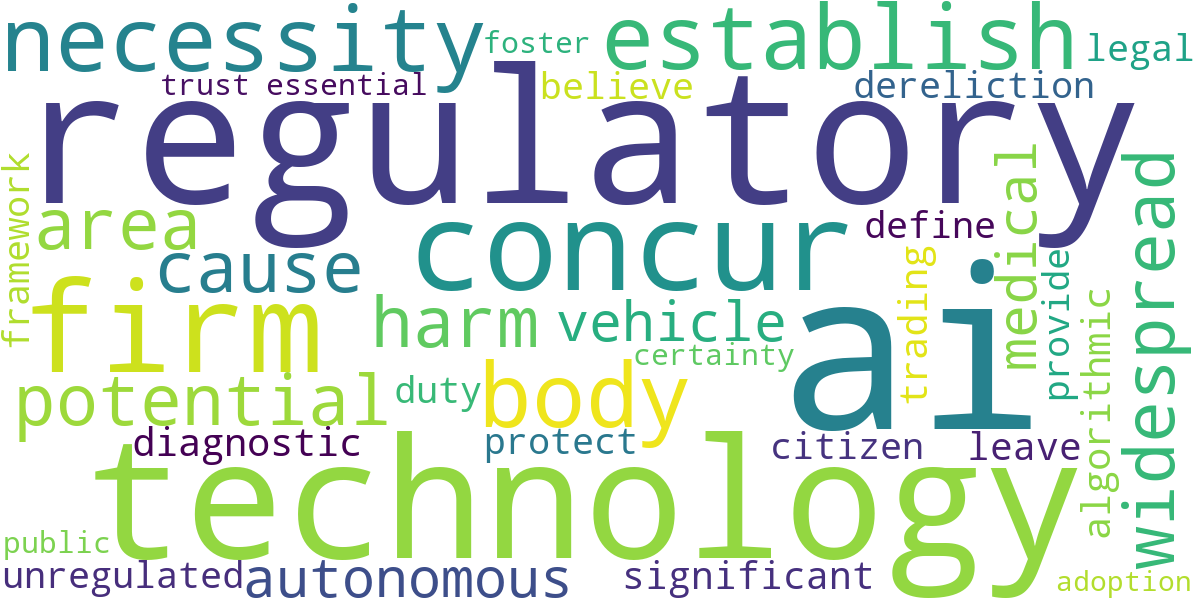 necessity
foster
establish
legal
trust
essential
believe
dereliction
regulatory
framework
area
concur
define
medical
widespread
cause
firm
harm
vehicle
ai
trading
provide
algorithmic
certainty
potential
duty
body
diagnostic
protect
citizen
leave
technology
public
unregulated
autonomous
significant
adoption